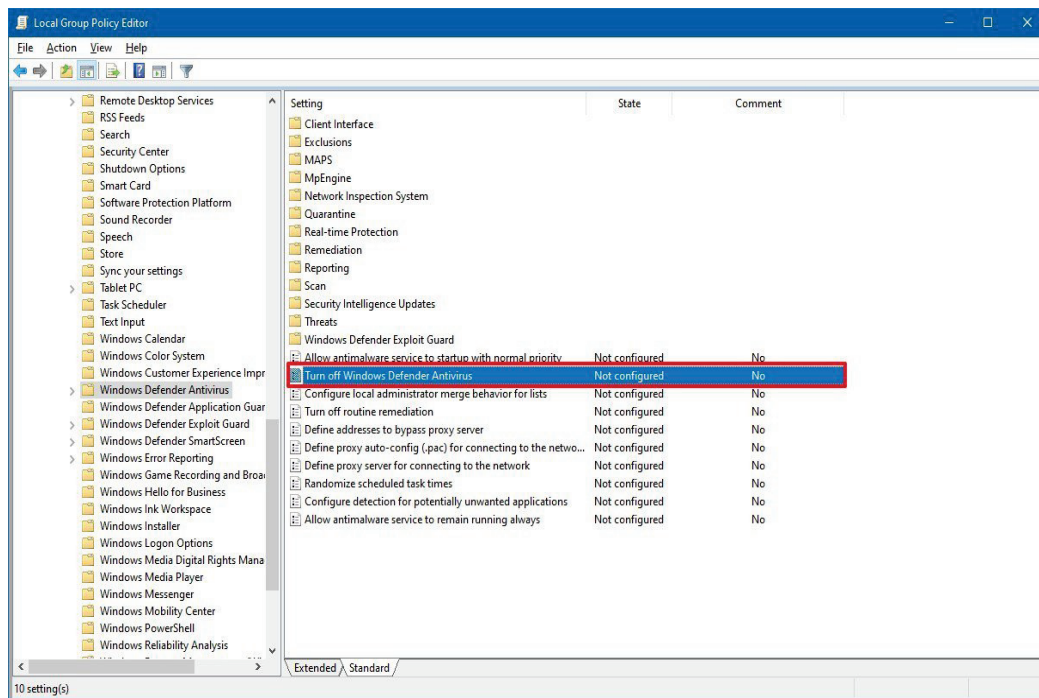 Local Group Policy Editor
File Action View Help
Remote Desktop Services
RSS Feeds
Search
Security Center
Shutdown Options
Smart Card
Software Protection Platform
Sound Recorder
Speech
Store
Sync your settings
Tablet PC
Task Scheduler
Text Input
Windows Calendar
Windows Color System
Windows Customer Experience Impr
Windows Defender Antivirus
Windows Defender Application Guar
Windows Defender Exploit Guard
Windows Defender SmartScreen
Windows Error Reporting
Windows Game Recording and Broa
Windows Hello for Business
Windows Ink Workspace
Windows Installer
Windows Logon Options
Windows Media Digital Rights Mana
Windows Media Player
Windows Messenger
Windows Mobility Center
Windows PowerShell
Windows Reliability Analysis
Setting State Comment
Client Interface
Exclusions
MAPS
MpEngine
Network Inspection System
Quarantine
Real-time Protection
Remediation
Reporting
Scan
Security Intelligence Updates
Threats
Windows Defender Exploit Guard
Allow antimalware service to startup with normal priority Not configured No
Turn off Windows Defender Antivirus Not configured No
Configure local administrator merge behavior for lists Not configured No
Turn off routine remediation Not configured No
Define addresses to bypass proxy server Not configured No
Define proxy auto-config (.pac) for connecting to the netwo... Not configured No
Define proxy server for connecting to the network Not configured No
Randomize scheduled task times Not configured No
Configure detection for potentially unwanted applications Not configured No
Allow antimalware service to remain running always Not configured No
Extended Standard
10 setting(s)